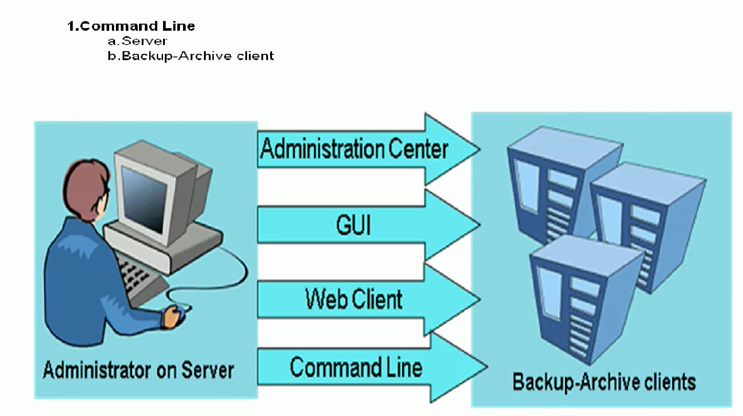 1.Command Line
a.Server
b.Backup-Archive client
Administration Center
GUI
Web Client
Command Line
Administrator on Server
Backup-Archive clients